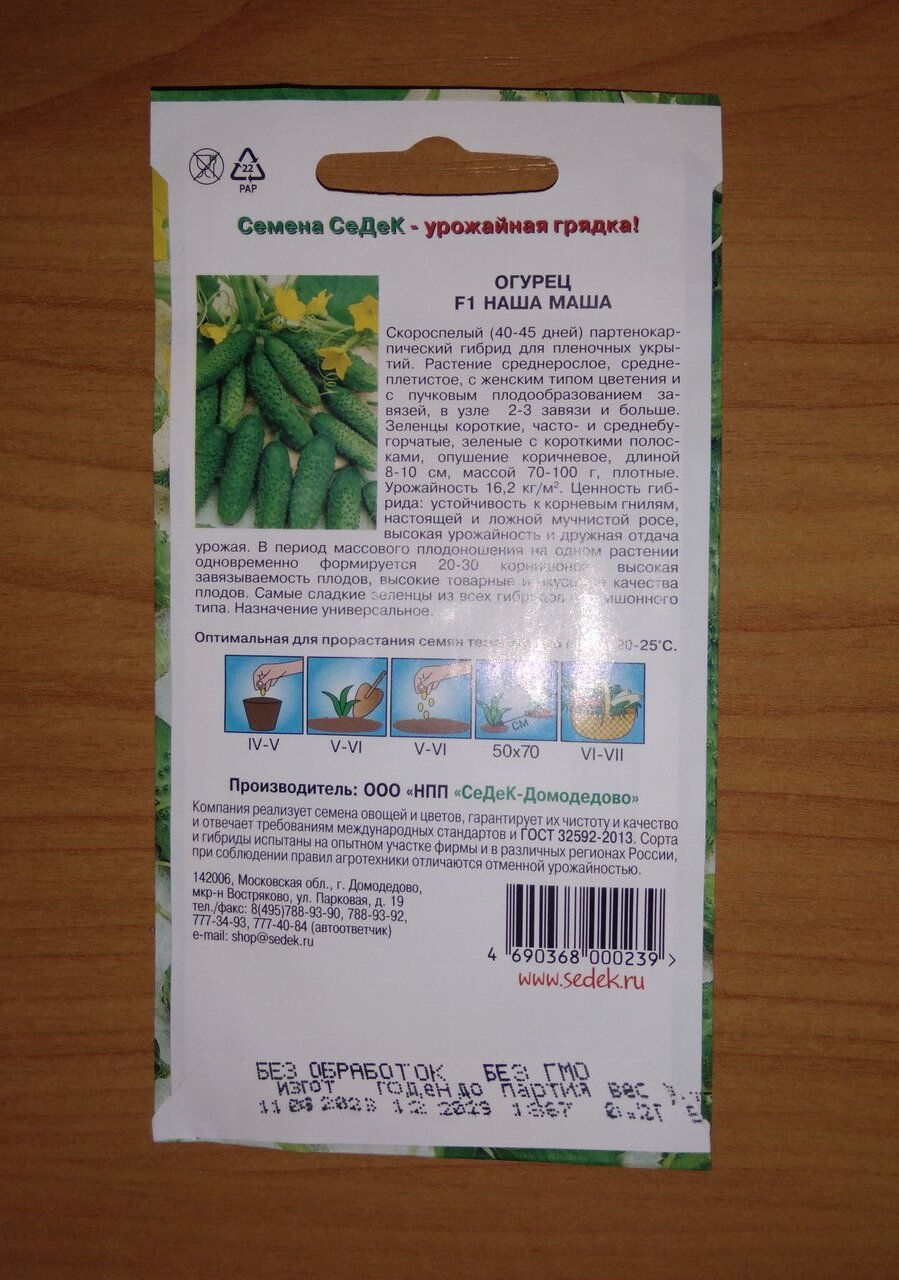 22
PAP
Семена СеДеК - урожайная грядка!
ОГУРЕЦ
F1 НАША МАША
Скороспелый (40-45 дней) партенокар-
пический гибрид для пленочных укры-
тий. Растение среднерослое, средне-
плетистое, с женским типом цветения и
с пучковым плодообразованием за-
вязей, в узле 2-3 завязи и больше.
Зеленцы короткие, часто- и среднебу-
горчатые, зеленые с короткими полос-
ками, опушение коричневое, длиной
8-10 см, массой 70-100 г, плотные.
Урожайность 16,2 кг/м². Ценность гиб-
рида: устойчивость к корневым гнилям,
настоящей и ложной мучнистой росе,
высокая урожайность и дружная отдача
урожая. В период массового плодоношения на одном растении
одновременно формируется 20-30 корнишонов, высокая
завязываемость плодов, высокие товарные и вкусовые качества
плодов. Самые сладкие зеленцы из всех гибридов корнишонного
типа. Назначение универсальное.
Оптимальная для прорастания семян 20-25°С.
см
IV-V V-VI V-VI 50х70 VI-VII
Производитель: ООО «НПП «СеДеК-Домодедово»
Компания реализует семена овощей и цветов, гарантирует их чистоту и качество
и отвечает требованиям международных стандартов и ГОСТ 32592-2013. Сорта
и гибриды испытаны на опытном участке фирмы и в различных регионах России,
при соблюдении правил агротехники отличаются отменной урожайностью.
142006, Московская обл., г. Домодедово,
мкр-н Востряково, ул. Парковая, д. 19
тел./факс: 8(495)788-93-90, 788-93-92,
777-34-93, 777-40-84 (автоответчик)
e-mail: shop@sedek.ru
4 690368 000239 >
www.sedek.ru
БЕЗ ОБРАБОТОК БЕЗ ГМО
изгот годен до партия вес
12 2029 1367